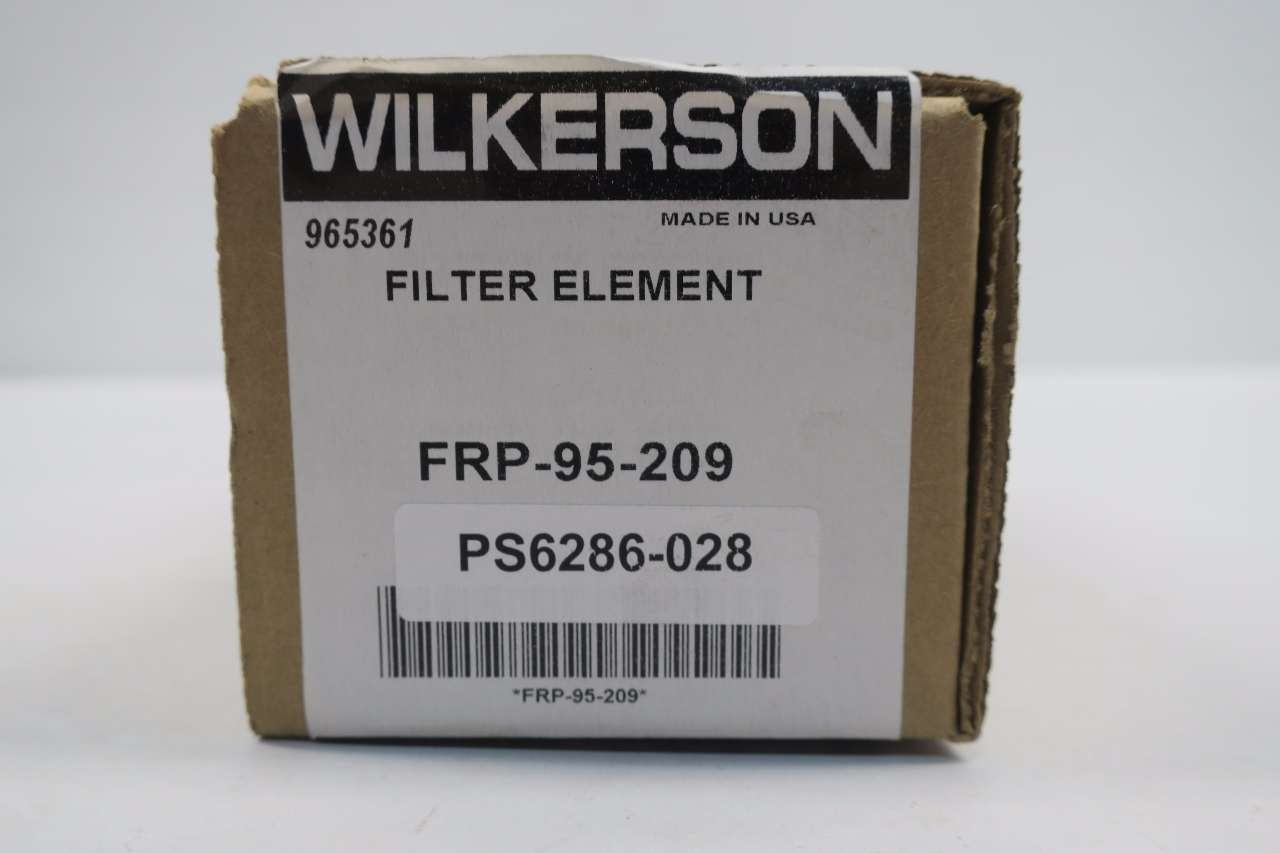 WILKERSON
965361
MADE IN USA
FILTER ELEMENT
FRP-95-209
PS6286-028
*FRP-95-209*